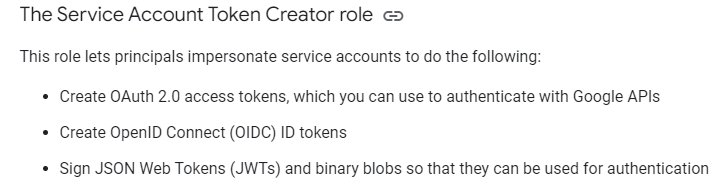 The Service Account Token Creator role
This role lets principals impersonate service accounts to do the following:
• Create OAuth 2.0 access tokens, which you can use to authenticate with Google APIs
• Create OpenID Connect (OIDC) ID tokens
• Sign JSON Web Tokens (JWTs) and binary blobs so that they can be used for authentication